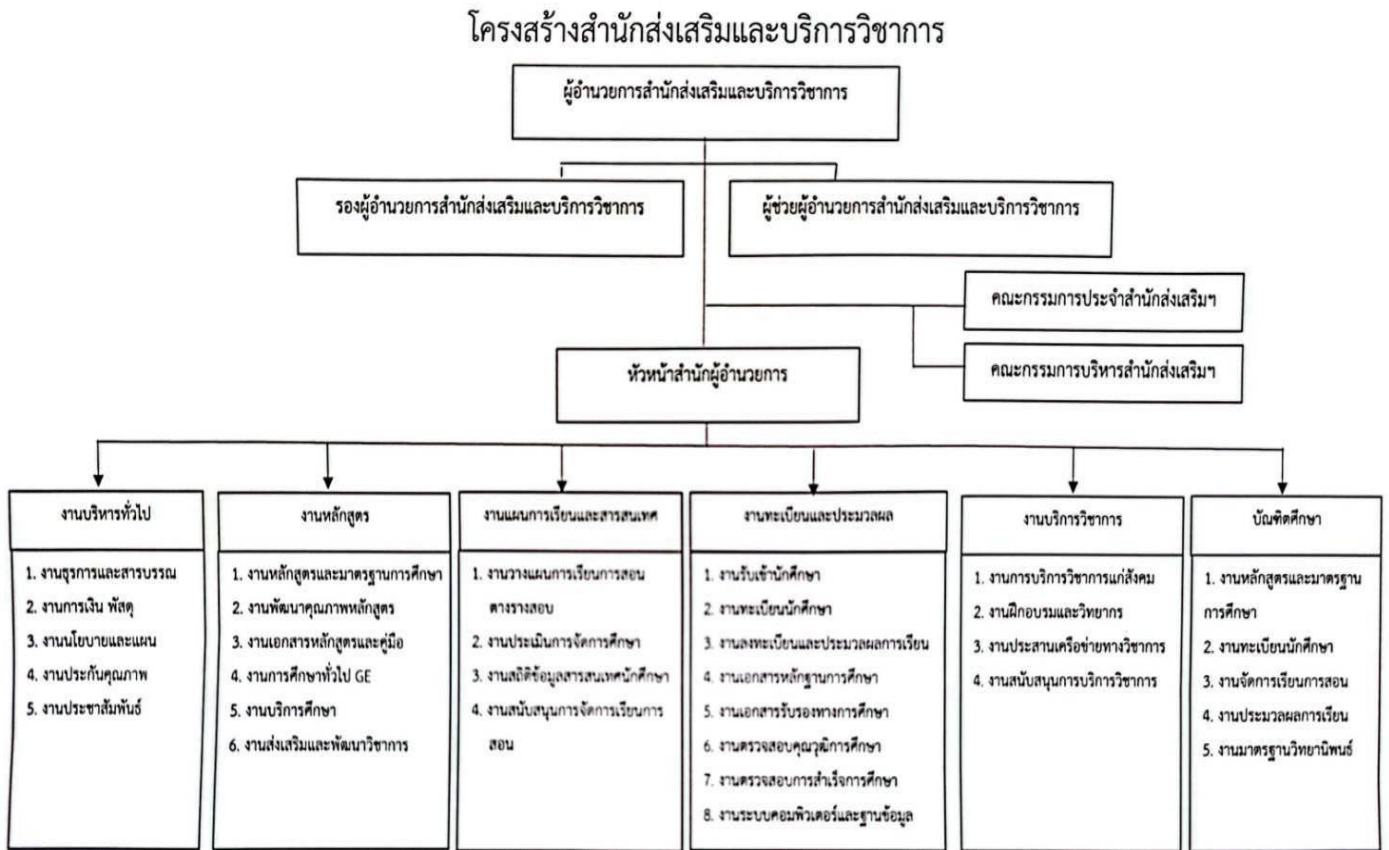 โครงสร้างสำนักส่งเสริมและบริการวิชาการ
ผู้อำนวยการสำนักส่งเสริมและบริการวิชาการ
รองผู้อำนวยการสำนักส่งเสริมและบริการวิชาการ
ผู้ช่วยผู้อำนวยการสำนักส่งเสริมและบริการวิชาการ
คณะกรรมการประจำสำนักส่งเสริมฯ
คณะกรรมการบริหารสำนักส่งเสริมฯ
หัวหน้าสำนักผู้อำนวยการ
งานบริหารทั่วไป
1. งานธุรการและสารบรรณ
2. งานการเงิน พัสดุ
3. งานนโยบายและแผน
4. งานประกันคุณภาพ
5. งานประชาสัมพันธ์
งานหลักสูตร
1. งานหลักสูตรและมาตรฐานการศึกษา
2. งานพัฒนาคุณภาพหลักสูตร
3. งานเอกสารหลักสูตรและคู่มือ
4. งานการศึกษาทั่วไป GE
5. งานบริการศึกษา
6. งานส่งเสริมและพัฒนาวิชาการ
งานแผนการเรียนและสารสนเทศ
1. งานวางแผนการเรียนการสอน
ตารางสอบ
2. งานประเมินการจัดการศึกษา
3. งานสถิติข้อมูลสารสนเทศนักศึกษา
4. งานสนับสนุนการจัดการเรียนการ
สอน
งานทะเบียนและประมวลผล
1. งานรับเข้านักศึกษา
2. งานทะเบียนนักศึกษา
3. งานลงทะเบียนและประมวลผลการเรียน
4. งานเอกสารหลักฐานการศึกษา
5. งานเอกสารรับรองทางการศึกษา
6. งานตรวจสอบคุณวุฒิการศึกษา
7. งานตรวจสอบการสำเร็จการศึกษา
8. งานระบบคอมพิวเตอร์และฐานข้อมูล
งานบริการวิชาการ
1. งานการบริการวิชาการแก่สังคม
2. งานฝึกอบรมและวิทยากร
3. งานประสานเครือข่ายทางวิชาการ
4. งานสนับสนุนการบริการวิชาการ
บัณฑิตศึกษา
1. งานหลักสูตรและมาตรฐาน
การศึกษา
2. งานทะเบียนนักศึกษา
3. งานจัดการเรียนการสอน
4. งานประมวลผลการเรียน
5. งานมาตรฐานวิทยานิพนธ์